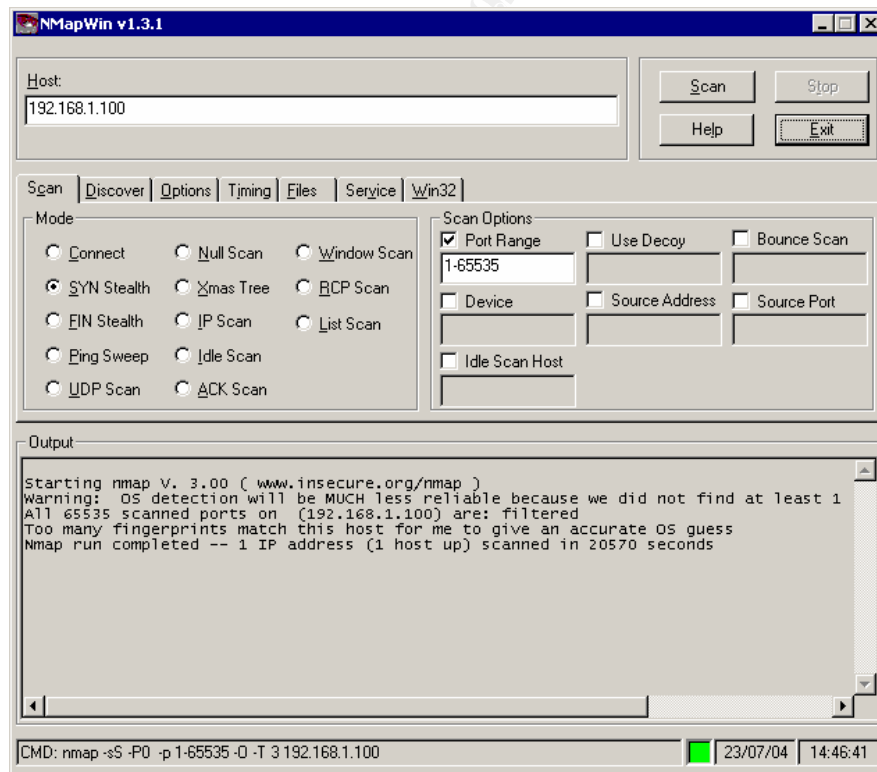 NMapWin v1.3.1
Host:
192.168.1.100
Scan Stop
Help Exit
Scan Discover Options Timing Files Service Win32
Mode
Connect Null Scan Window Scan
SYN Stealth Xmas Tree RCP Scan
FIN Stealth IP Scan List Scan
Ping Sweep Idle Scan
UDP Scan ACK Scan
Scan Options
Port Range Use Decoy Bounce Scan
1-65535
Device Source Address Source Port
Idle Scan Host
Output
Starting nmap V. 3.00 ( www.insecure.org/nmap )
Warning: OS detection will be MUCH less reliable because we did not find at least 1
All 65535 scanned ports on (192.168.1.100) are: filtered
Too many fingerprints match this host for me to give an accurate OS guess
Nmap run completed -- 1 IP address (1 host up) scanned in 20570 seconds
CMD: nmap -sS -P0 -p 1-65535 -O -T 3 192.168.1.100 23/07/04 14:46:41